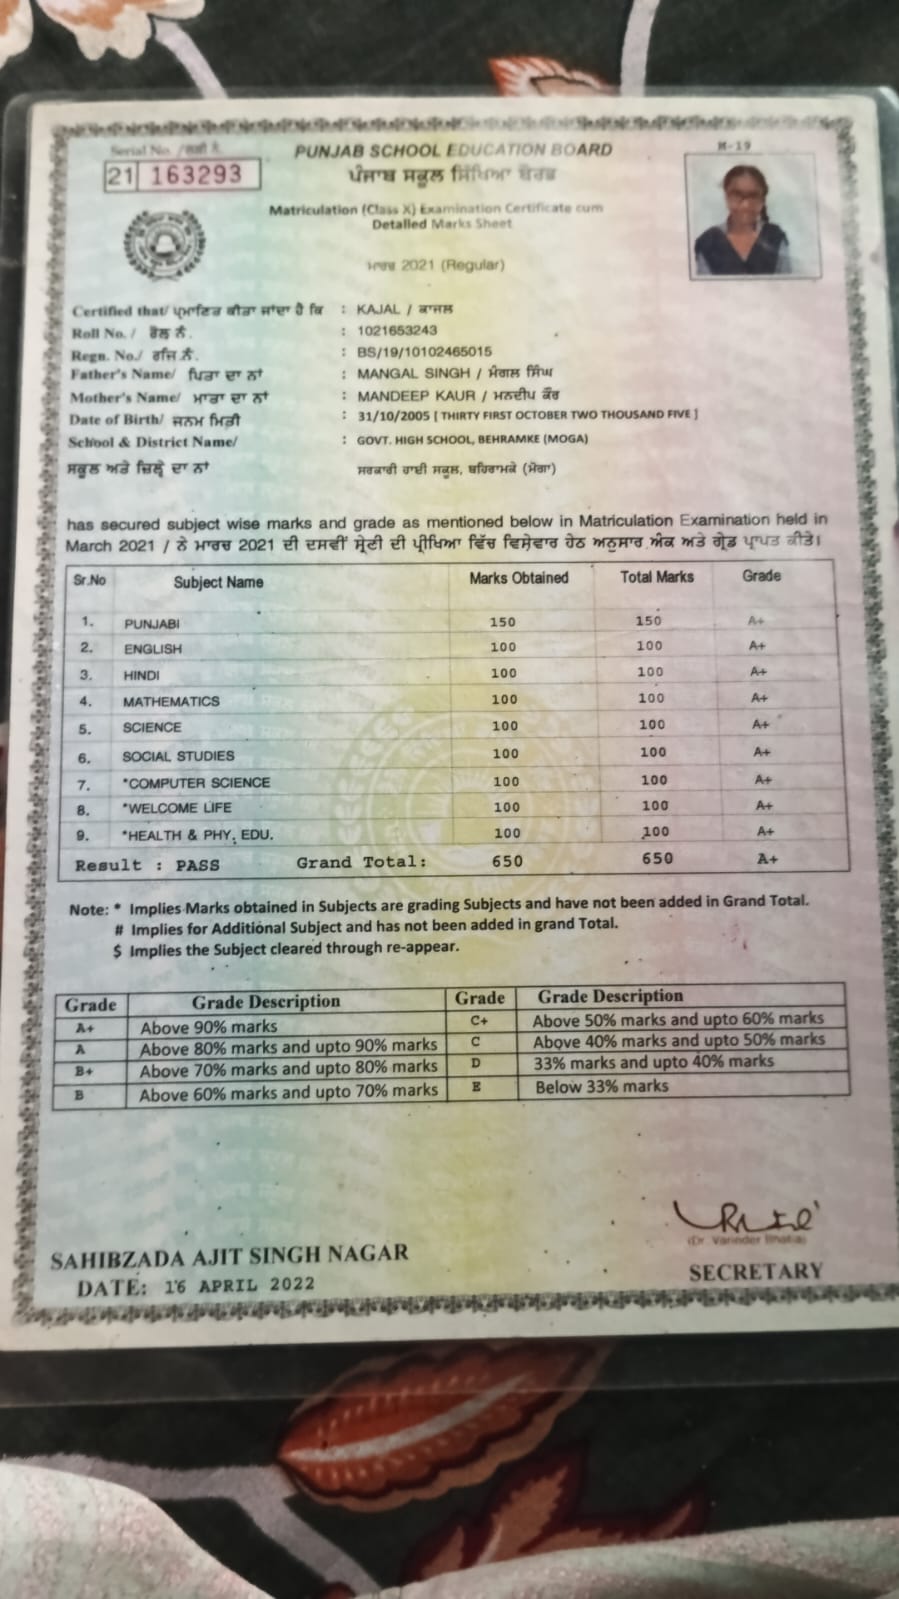 Serial No. /ਲੜੀ ਨੰ.
21 163293
PUNJAB SCHOOL EDUCATION BOARD
ਪੰਜਾਬ ਸਕੂਲ ਸਿੱਖਿਆ ਬੋਰਡ
M-19
Matriculation (Class X) Examination Certificate cum
Detailed Marks Sheet
ਮਾਰਚ 2021 (Regular)
Certified that/ ਪ੍ਰਮਾਣਿਤ ਕੀਤਾ ਜਾਂਦਾ ਹੈ ਕਿ : KAJAL / ਕਾਜਲ
Roll No. / ਰੋਲ ਨੰ. : 1021653243
Regn. No./ ਰਜਿ ਨੰ. : BS/19/10102465015
Father's Name/ ਪਿਤਾ ਦਾ ਨਾਂ : MANGAL SINGH / ਮੰਗਲ ਸਿੰਘ
Mother's Name/ ਮਾਤਾ ਦਾ ਨਾਂ : MANDEEP KAUR / ਮਨਦੀਪ ਕੌਰ
Date of Birth/ ਜਨਮ ਮਿਤੀ : 31/10/2005 [ THIRTY FIRST OCTOBER TWO THOUSAND FIVE ]
School & District Name/ : GOVT. HIGH SCHOOL, BEHRAMKE (MOGA)
ਸਕੂਲ ਅਤੇ ਜ਼ਿਲ੍ਹੇ ਦਾ ਨਾਂ ਸਰਕਾਰੀ ਹਾਈ ਸਕੂਲ, ਬਹਿਰਾਮਕੇ (ਮੋਗਾ)
has secured subject wise marks and grade as mentioned below in Matriculation Examination held in
March 2021 / ਨੇ ਮਾਰਚ 2021 ਦੀ ਦਸਵੀਂ ਸ਼੍ਰੇਣੀ ਦੀ ਪ੍ਰੀਖਿਆ ਵਿੱਚ ਵਿਸ਼ੇਵਾਰ ਹੇਠ ਅਨੁਸਾਰ ਅੰਕ ਅਤੇ ਗ੍ਰੇਡ ਪ੍ਰਾਪਤ ਕੀਤੇ।
Sr.No Subject Name Marks Obtained Total Marks Grade
1. PUNJABI 150 150 A+
2. ENGLISH 100 100 A+
3. HINDI 100 100 A+
4. MATHEMATICS 100 100 A+
5. SCIENCE 100 100 A+
6. SOCIAL STUDIES 100 100 A+
7. *COMPUTER SCIENCE 100 100 A+
8. *WELCOME LIFE 100 100 A+
9. *HEALTH & PHY. EDU. 100 100 A+
Result : PASS Grand Total: 650 650 A+
Note: * Implies Marks obtained in Subjects are grading Subjects and have not been added in Grand Total.
# Implies for Additional Subject and has not been added in grand Total.
$ Implies the Subject cleared through re-appear.
Grade Grade Description Grade Grade Description
A+ Above 90% marks C+ Above 50% marks and upto 60% marks
A Above 80% marks and upto 90% marks C Above 40% marks and upto 50% marks
B+ Above 70% marks and upto 80% marks D 33% marks and upto 40% marks
B Above 60% marks and upto 70% marks E Below 33% marks
(Dr. Varinder Bhatia)
SAHIBZADA AJIT SINGH NAGAR
SECRETARY
DATE: 16 APRIL 2022